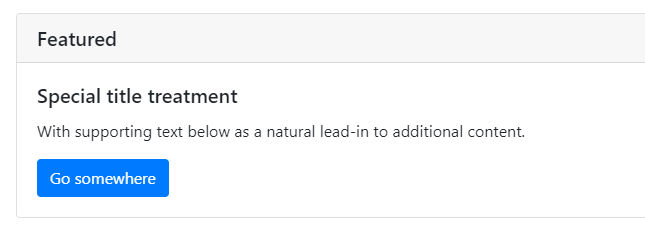 Featured
Special title treatment
With supporting text below as a natural lead-in to additional content.
Go somewhere